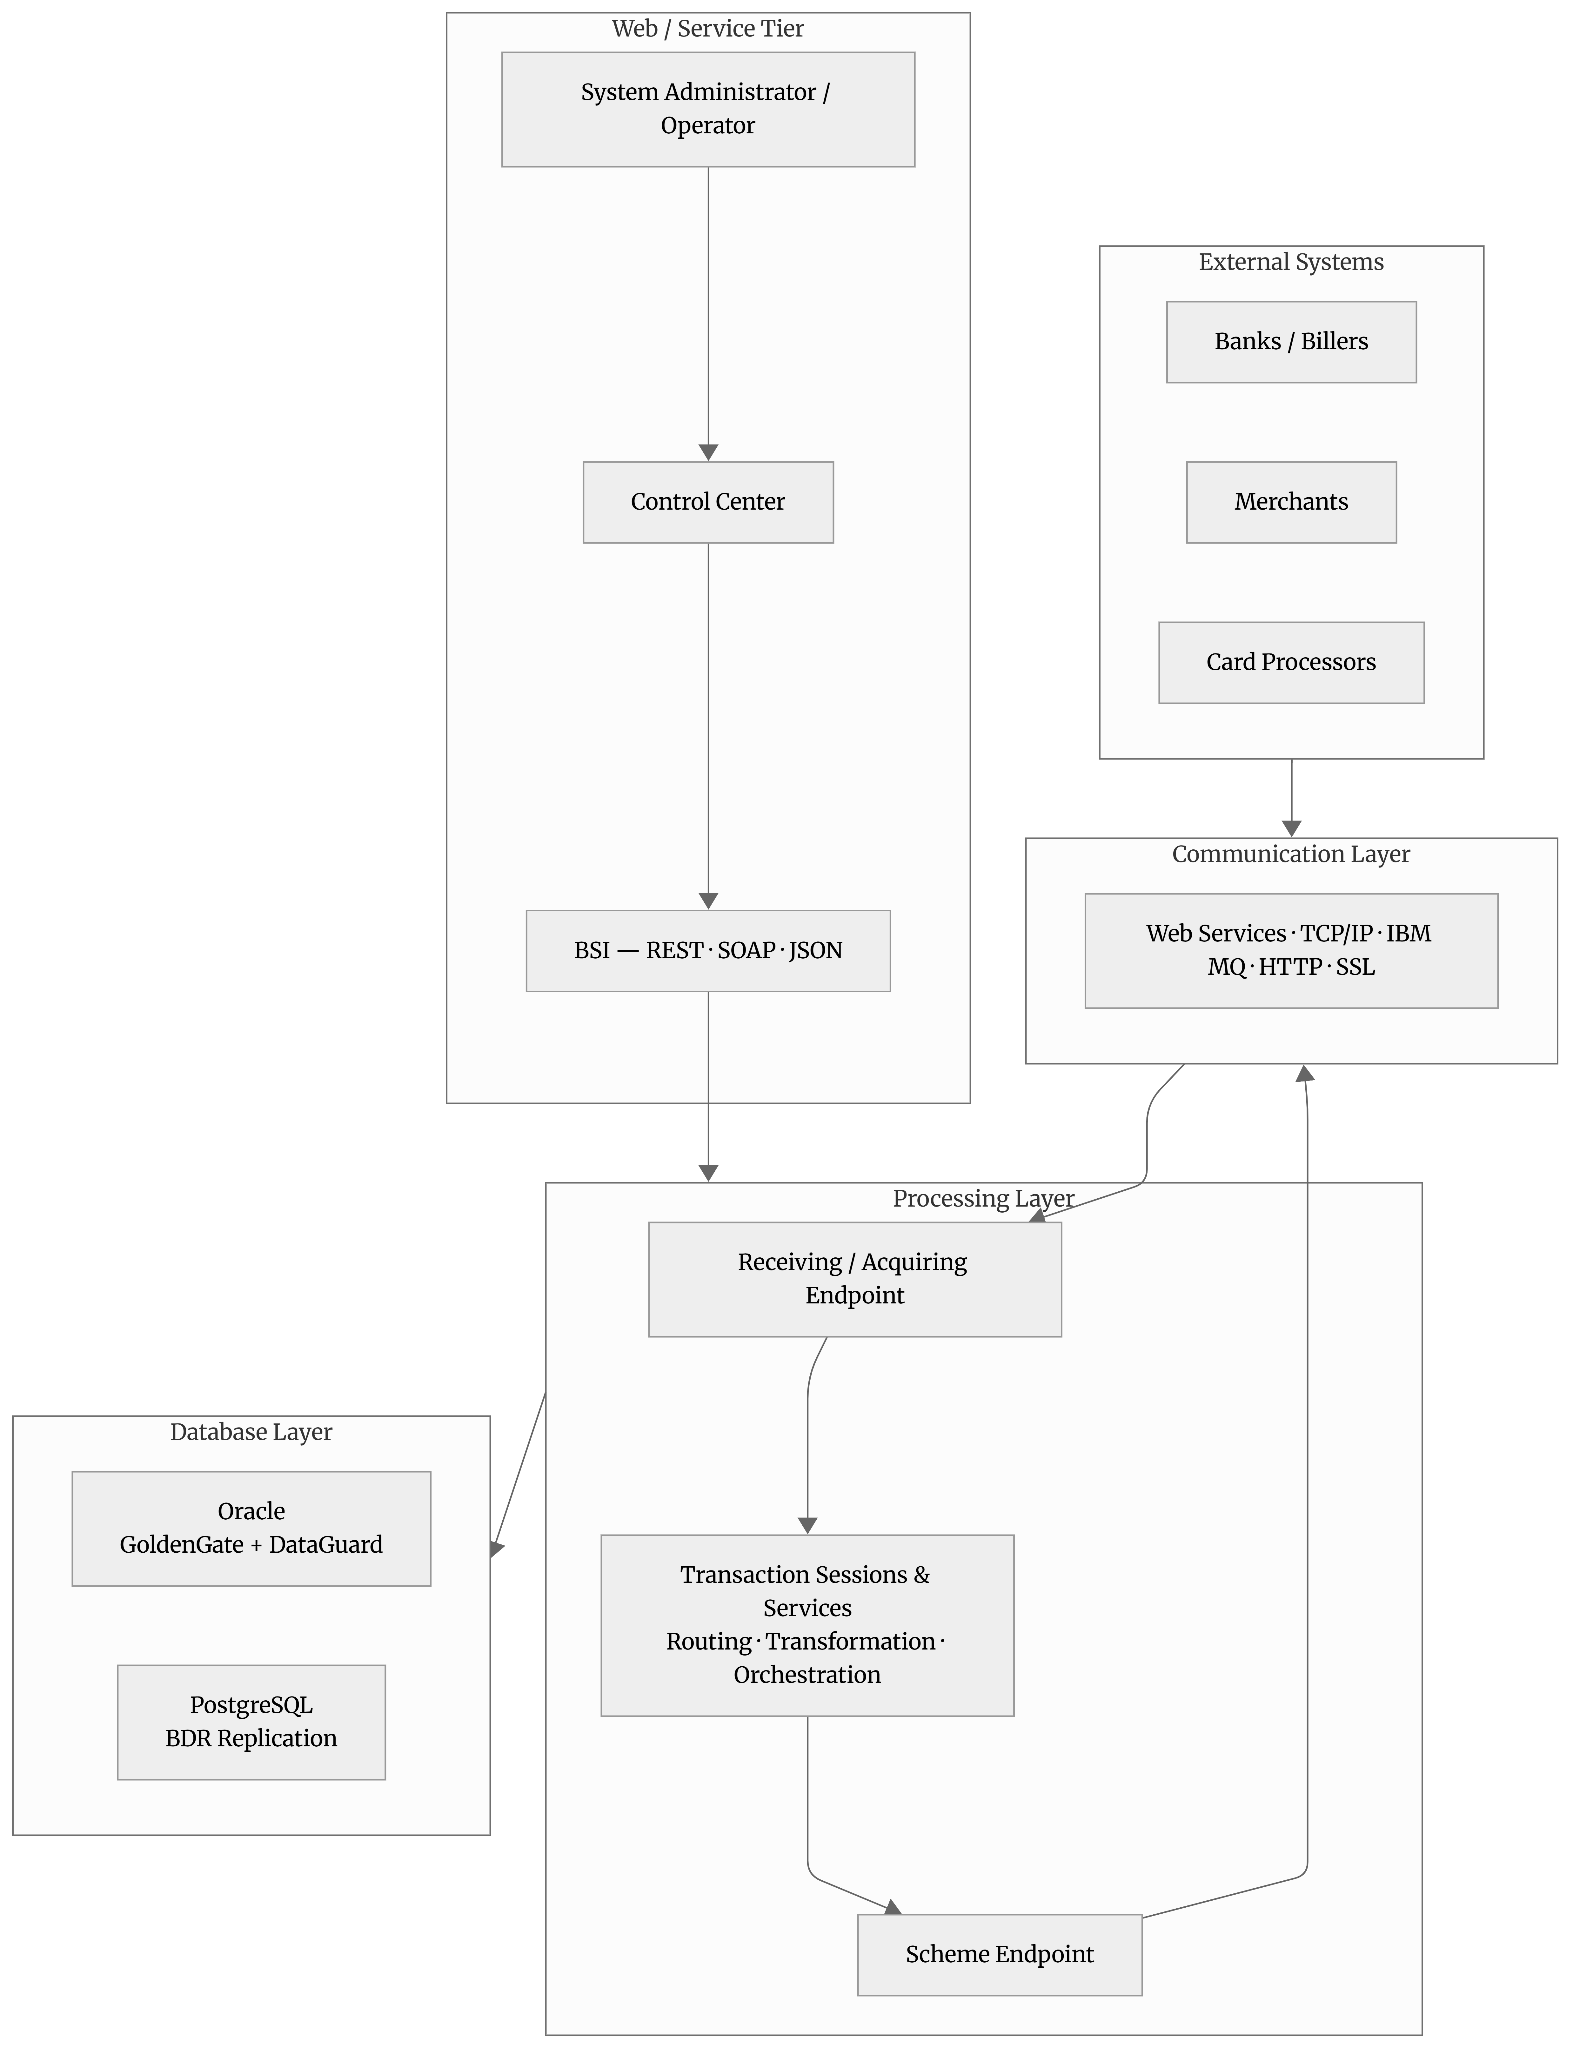 Web / Service Tier
System Administrator /
Operator
Control Center
BSI — REST · SOAP · JSON
External Systems
Banks / Billers
Merchants
Card Processors
Communication Layer
Web Services · TCP/IP · IBM
MQ · HTTP · SSL
Processing Layer
Receiving / Acquiring
Endpoint
Transaction Sessions &
Services
Routing · Transformation ·
Orchestration
Scheme Endpoint
Database Layer
Oracle
GoldenGate + DataGuard
PostgreSQL
BDR Replication